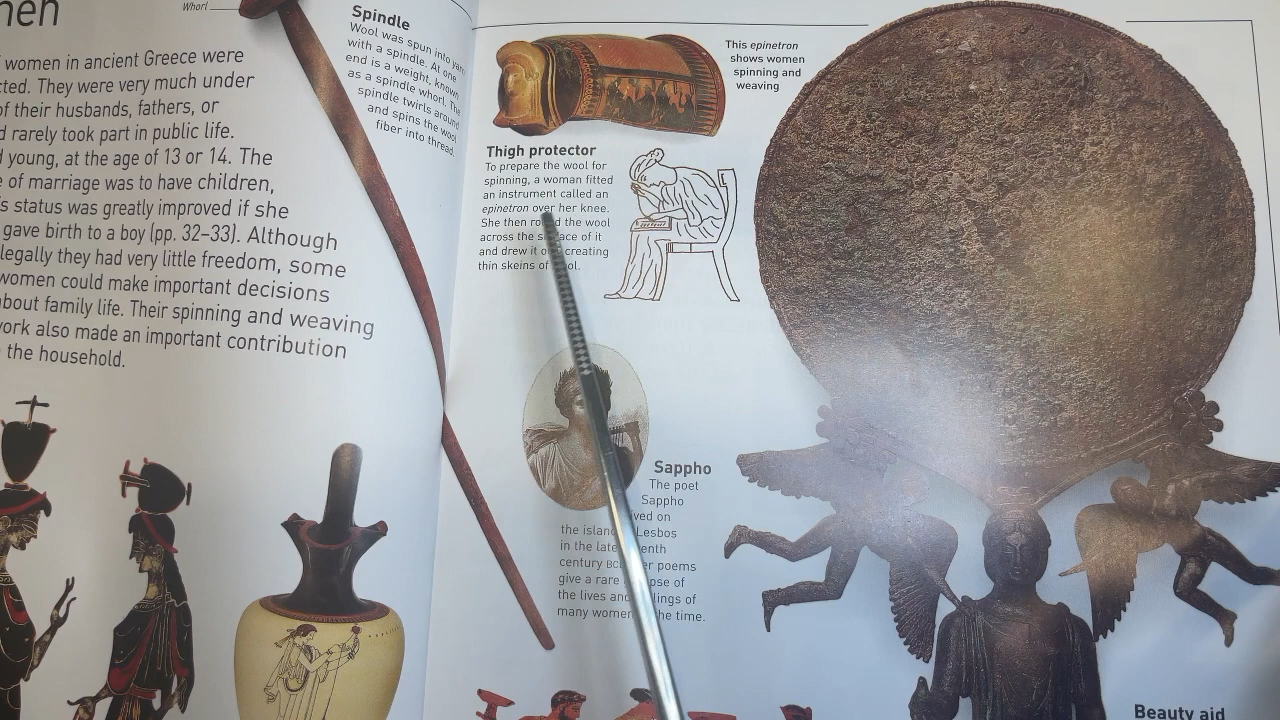 nen
women in ancient Greece were
cted. They were very much under
of their husbands, fathers, or
d rarely took part in public life.
d young, at the age of 13 or 14. The
e of marriage was to have children,
s status was greatly improved if she
gave birth to a boy (pp. 32–33). Although
legally they had very little freedom, some
women could make important decisions
about family life. Their spinning and weaving
work also made an important contribution
the household.
Whorl
Spindle
Wool was spun into yarn
with a spindle. At one
end is a weight, known
as a spindle whorl. The
spindle twirls around
and spins the wool
fiber into thread.
This epinetron
shows women
spinning and
weaving
Thigh protector
To prepare the wool for
spinning, a woman fitted
an instrument called an
epinetron over her knee.
She then the wool
across the of it
and drew it creating
thin skeins of
Sappho
The poet
Sappho
on
the island Lesbos
in the late
century BCE. poems
give a rare of
the lives and of
many women time.
Beauty aid